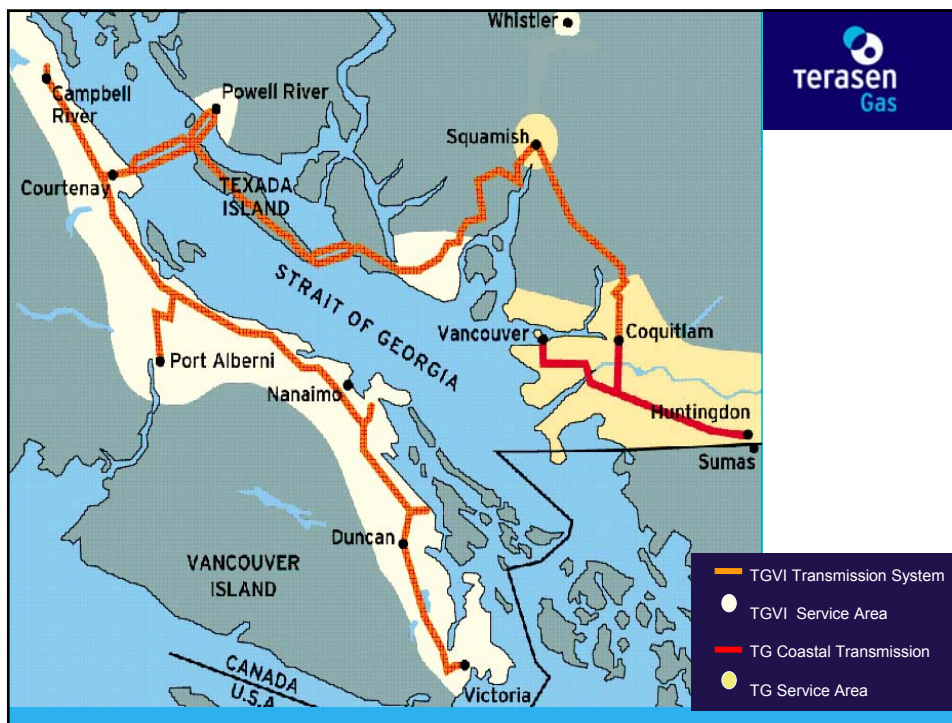 Whistler
Terasen
Gas
Campbell
River
Powell River
Squamish
Courtenay
TEXADA
ISLAND
STRAIT OF GEORGIA
Vancouver
Coquitlam
Port Alberni
Nanaimo
Huntingdon
Sumas
Duncan
VANCOUVER
ISLAND
CANADA
U.S.A
Victoria
TGVI Transmission System
TGVI Service Area
TG Coastal Transmission
TG Service Area